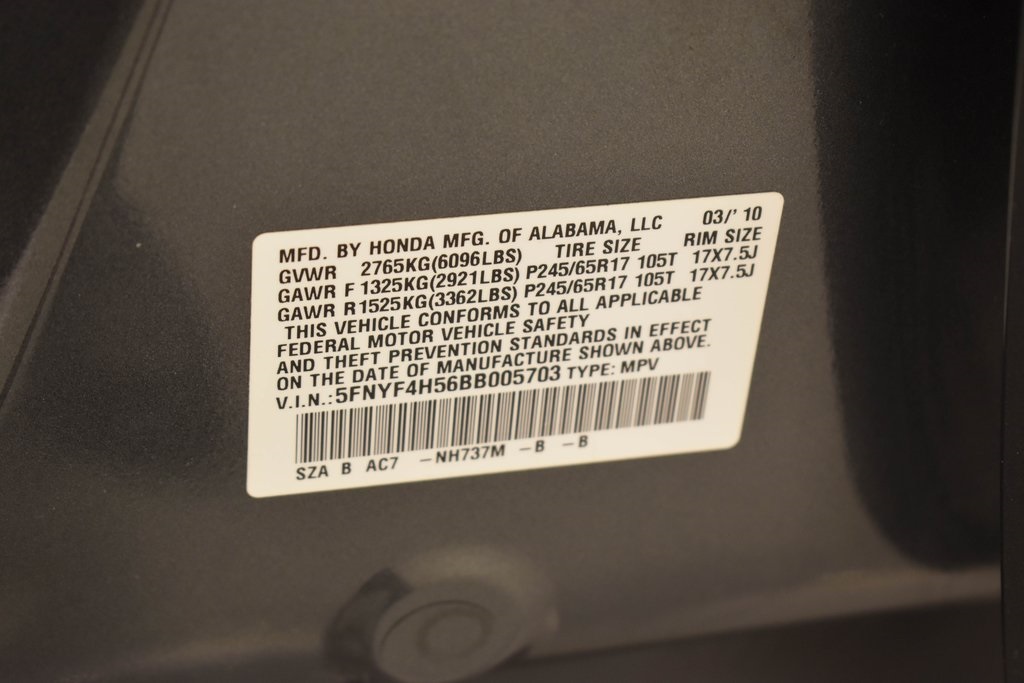 MFD. BY HONDA MFG. OF ALABAMA, LLC 03/' 10
GVWR 2765KG(6096LBS) TIRE SIZE RIM SIZE
GAWR F 1325KG(2921LBS) P245/65R17 105T 17X7.5J
GAWR R 1525KG(3362LBS) P245/65R17 105T 17X7.5J
THIS VEHICLE CONFORMS TO ALL APPLICABLE
FEDERAL MOTOR VEHICLE SAFETY
AND THEFT PREVENTION STANDARDS IN EFFECT
ON THE DATE OF MANUFACTURE SHOWN ABOVE.
V.I.N.:5FNYF4H56BB005703 TYPE: MPV
SZA B AC7 -NH737M -B -B